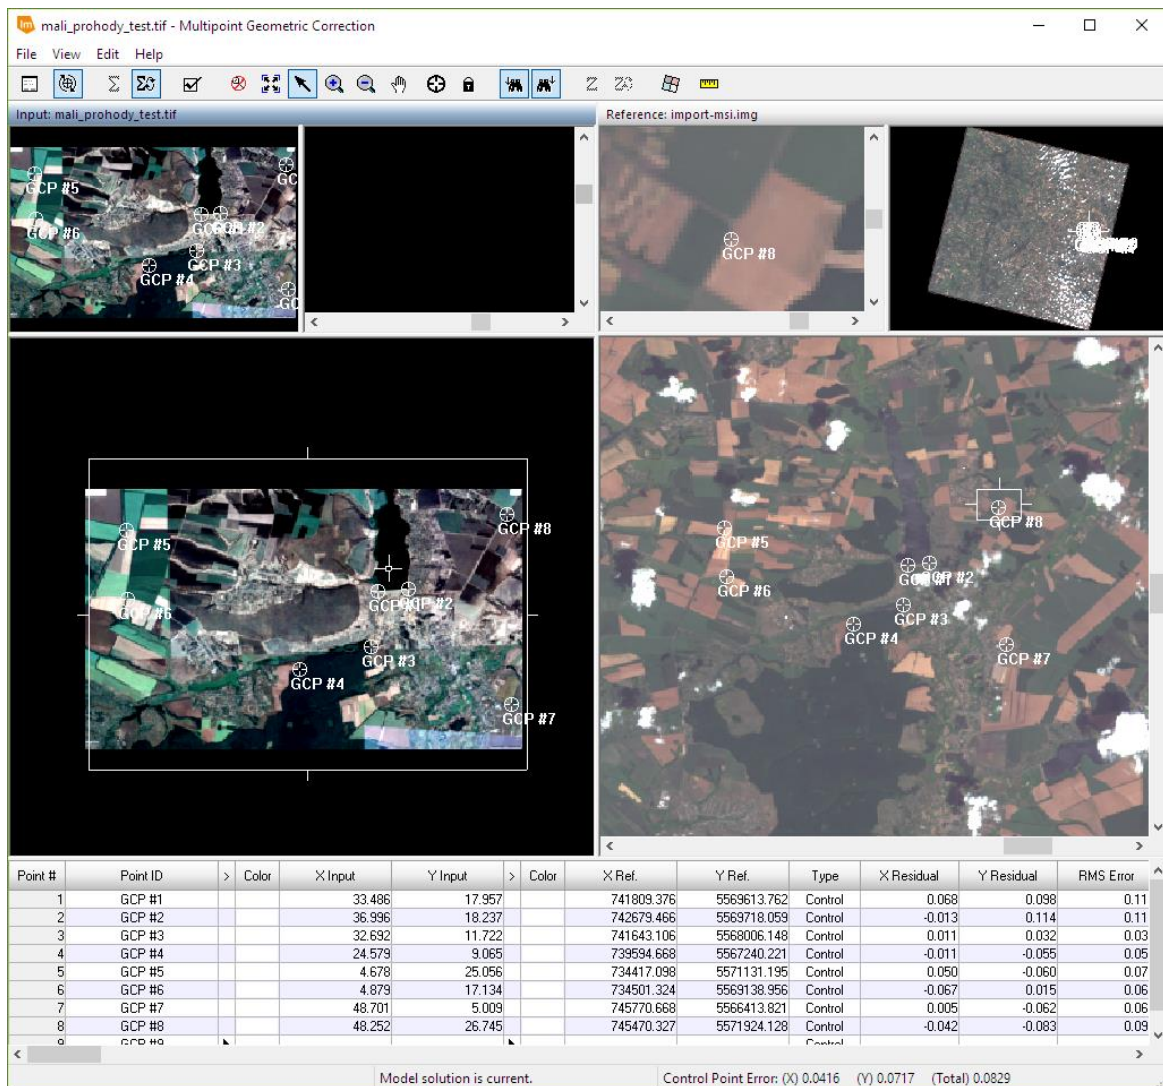 mali_prohody_test.tif - Multipoint Geometric Correction
File View Edit Help
Input: mali_prohody_test.tif
Reference: import-msi.img
GCP #5
GC
GCP #2
GCP #6
GCP #3
GCP #4
GC
GCP #8
GCP #8
GCP #5
GCP #2
GCP #6
GCP #3
GCP #4
GCP #7
GCP #8
GCP #5
GCP #2
GCP #6
GCP #3
GCP #4
GCP #7
Point # Point ID > Color X Input Y Input > Color X Ref. Y Ref. Type X Residual Y Residual RMS Error
1 GCP #1 33.486 17.957 741809.376 5569613.762 Control 0.068 0.098 0.11
2 GCP #2 36.996 18.237 742679.466 5569718.059 Control -0.013 0.114 0.11
3 GCP #3 32.692 11.722 741643.106 5568006.148 Control 0.011 0.032 0.03
4 GCP #4 24.579 9.065 739594.668 5567240.221 Control -0.011 -0.055 0.05
5 GCP #5 4.678 25.056 734417.098 5571131.195 Control 0.050 -0.060 0.07
6 GCP #6 4.879 17.134 734501.324 5569138.956 Control -0.067 0.015 0.06
7 GCP #7 48.701 5.009 745770.668 5566413.821 Control 0.005 -0.062 0.06
8 GCP #8 48.252 26.745 745470.327 5571924.128 Control -0.042 -0.083 0.09
9 GCP #9 Control
Model solution is current. Control Point Error: (X) 0.0416 (Y) 0.0717 (Total) 0.0829